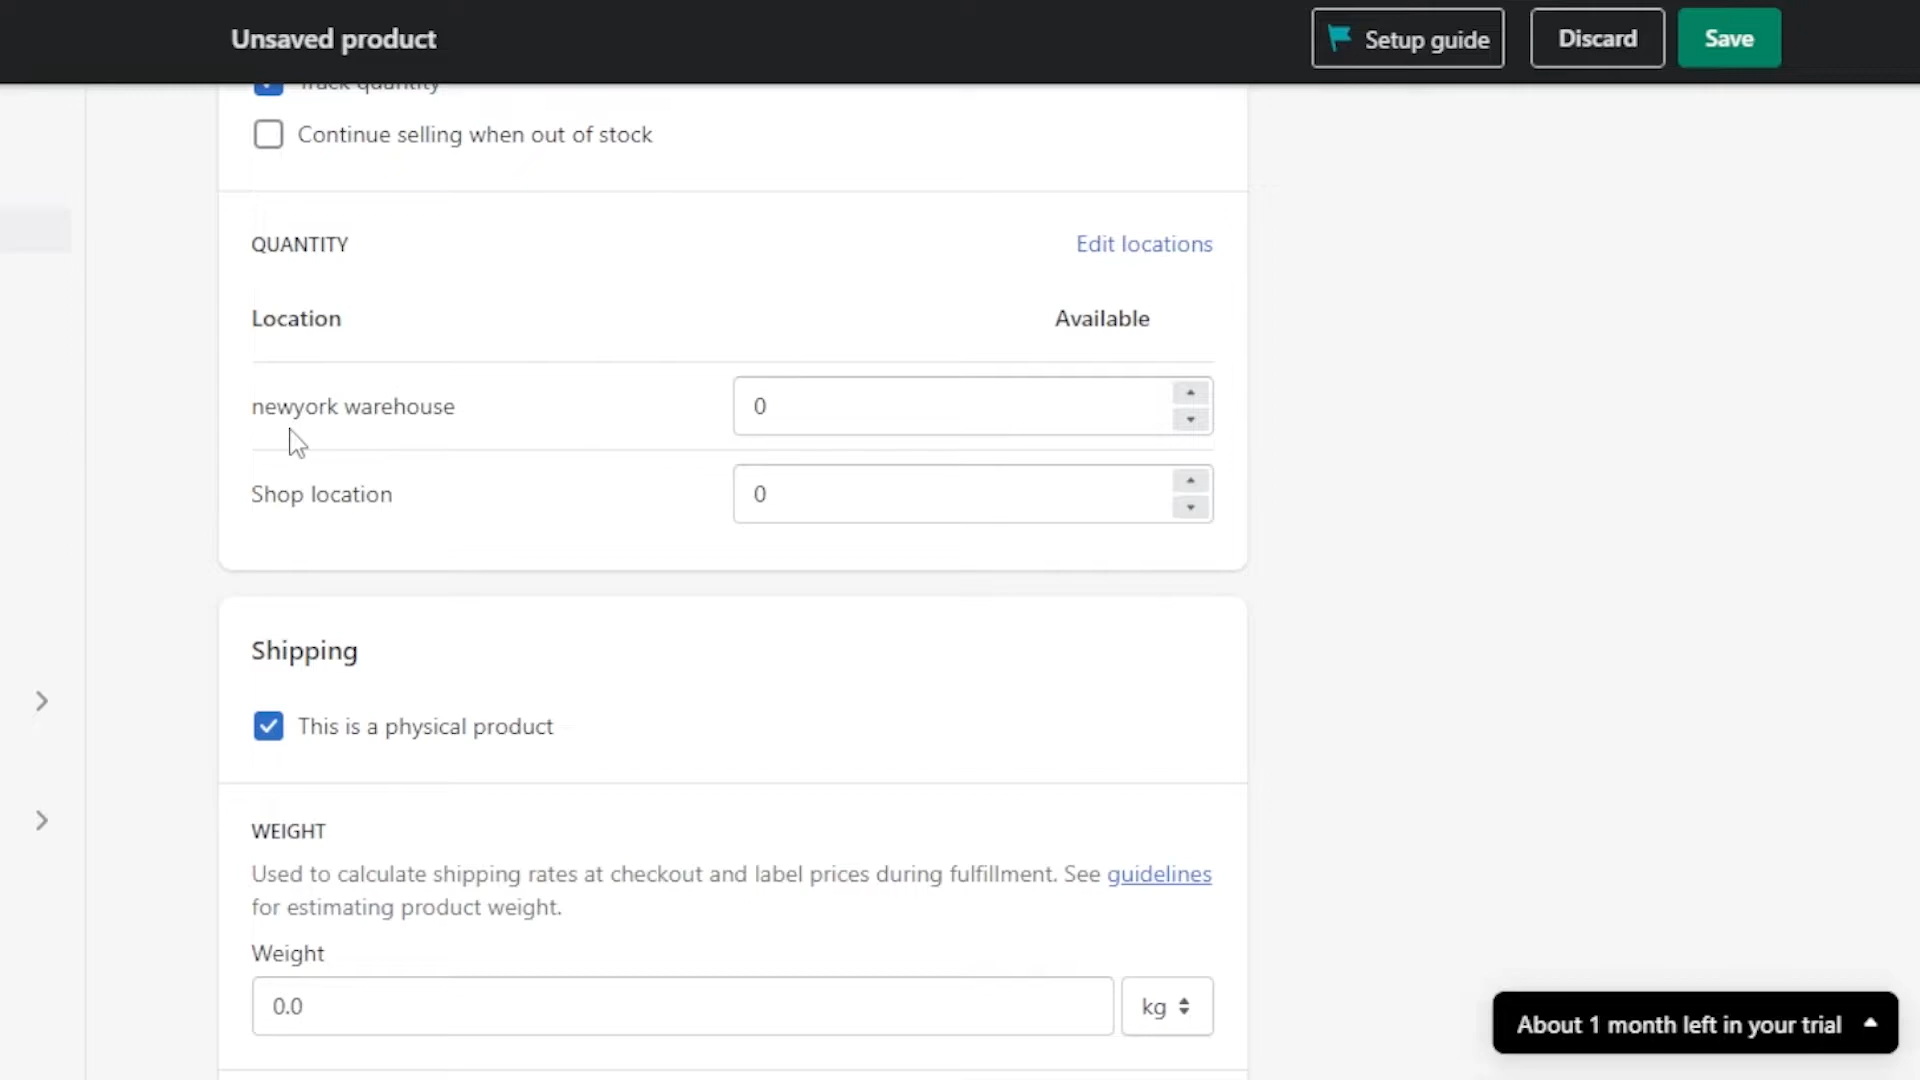 Unsaved product
Setup guide
Discard
Save
Track quantity
Continue selling when out of stock
QUANTITY
Edit locations
Location
Available
newyork warehouse
0
Shop location
0
Shipping
This is a physical product
WEIGHT
Used to calculate shipping rates at checkout and label prices during fulfillment. See guidelines
for estimating product weight.
Weight
0.0
kg
About 1 month left in your trial